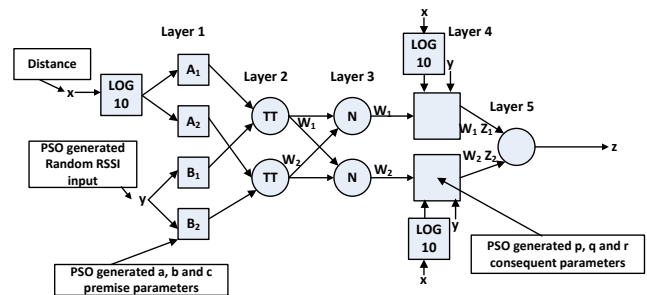 Layer 1
x
Layer 4
LOG
10
y
Distance
x
LOG
10
A1
Layer 2
Layer 3
A2
TT
W1
N
W1
Layer 5
W1 Z1
z
PSO generated
Random RSSI
input
y
B1
TT
W2
N
W2
W2 Z2
B2
y
LOG
10
x
PSO generated a, b and c
premise parameters
PSO generated p, q and r
consequent parameters